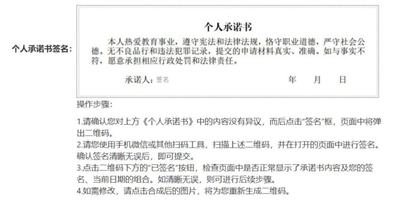 个人承诺书
本人热爱教育事业，遵守宪法和法律法规，恪守职业道德，严守社会公
德。无不良品行和违法犯罪记录，提交的申请材料真实、准确。如与事实不
符，愿意承担相应行政处罚和法律责任。
个人承诺书签名：
承诺人：签名 年 月 日
操作步骤：
1.请确认您对上方《个人承诺书》中的内容没有异议，而后点击“签名”框，页面中将弹
出二维码。
2.请您使用手机微信或其他扫码工具，扫描上述二维码，并在打开的页面中进行签名。
确认签名清晰无误后，即可提交。
3.点击二维码下方的“已签名”按钮，检查页面中是否正常显示了承诺书内容及您的签
名、当前日期的组合。如清晰无误，则可进行后续步骤。
4.如需修改，请点击合成后的图片，将为您重新生成二维码。